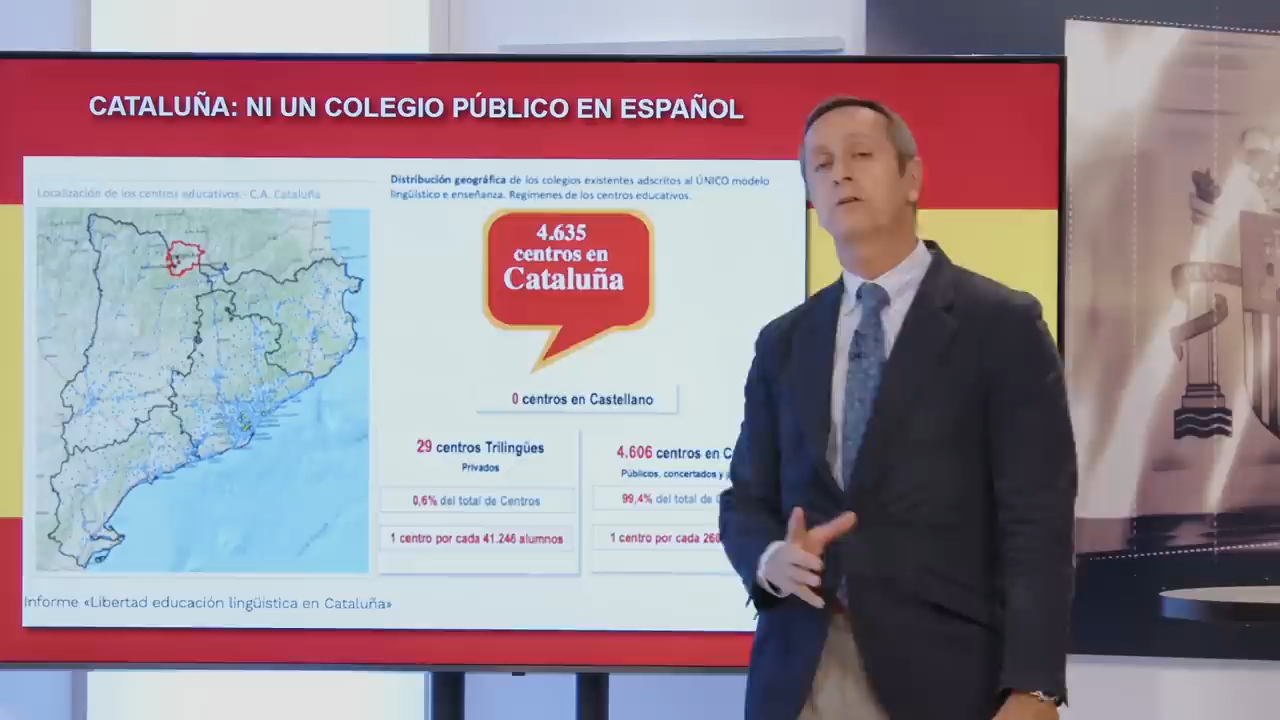 CATALUÑA: NI UN COLEGIO PÚBLICO EN ESPAÑOL
Localización de los centros educativos.- C.A. Cataluña
Distribución geográfica de los colegios existentes adscritos al ÚNICO modelo
lingüístico e enseñanza. Regímenes de los centros educativos.
4.635
centros en
Cataluña
0 centros en Castellano
29 centros Trilingües
Privados
0,6% del total de Centros
1 centro por cada 41.246 alumnos
4.606 centros en C
Públicos, concertados y
99,4% del total de
1 centro por cada 260
Informe «Libertad educación lingüística en Cataluña»